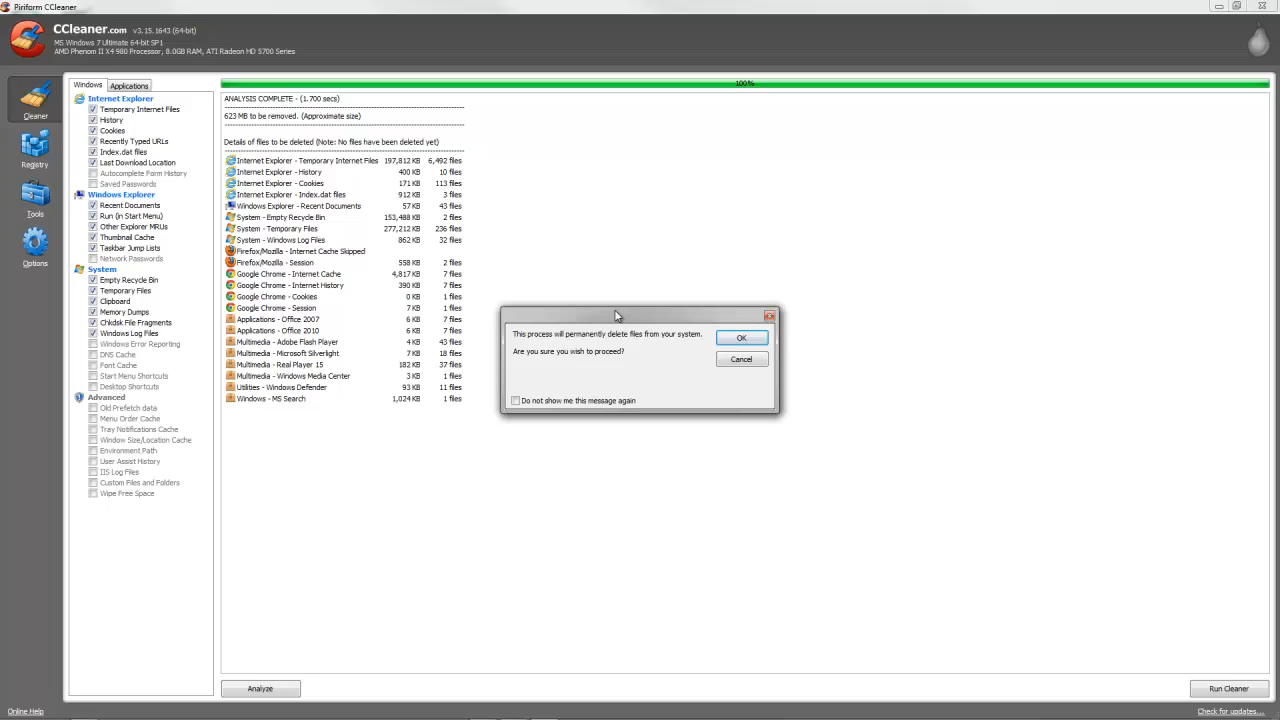 Piriform CCleaner
CCleaner.com v3.15.1643 (64-bit)
MS Windows 7 Ultimate 64-bit SP1
AMD Phenom II X4 980 Processor, 8.0GB RAM, ATI Radeon HD 5700 Series
Cleaner
Registry
Tools
Options
Windows
Applications
Internet Explorer
Temporary Internet Files
History
Cookies
Recently Typed URLs
Index.dat files
Last Download Location
Autocomplete Form History
Saved Passwords
Windows Explorer
Recent Documents
Run (in Start Menu)
Other Explorer MRUs
Thumbnail Cache
Taskbar Jump Lists
Network Passwords
System
Empty Recycle Bin
Temporary Files
Clipboard
Memory Dumps
Chkdsk File Fragments
Windows Log Files
Windows Error Reporting
DNS Cache
Font Cache
Start Menu Shortcuts
Desktop Shortcuts
Advanced
Old Prefetch data
Menu Order Cache
Tray Notifications Cache
Window Size/Location Cache
Environment Path
User Assist History
IIS Log Files
Custom Files and Folders
Wipe Free Space
100%
ANALYSIS COMPLETE - (1.700 secs)
623 MB to be removed. (Approximate size)
Details of files to be deleted (Note: No files have been deleted yet)
Internet Explorer - Temporary Internet Files 197,812 KB 6,492 files
Internet Explorer - History 400 KB 10 files
Internet Explorer - Cookies 171 KB 113 files
Internet Explorer - Index.dat files 912 KB 3 files
Windows Explorer - Recent Documents 57 KB 43 files
System - Empty Recycle Bin 153,488 KB 2 files
System - Temporary Files 277,212 KB 236 files
System - Windows Log Files 862 KB 32 files
Firefox/Mozilla - Internet Cache Skipped
Firefox/Mozilla - Session 558 KB 2 files
Google Chrome - Internet Cache 4,817 KB 7 files
Google Chrome - Internet History 390 KB 7 files
Google Chrome - Cookies 0 KB 1 files
Google Chrome - Session 7 KB 1 files
Applications - Office 2007 6 KB 7 files
Applications - Office 2010 6 KB 7 files
Multimedia - Adobe Flash Player 4 KB 43 files
Multimedia - Microsoft Silverlight 7 KB 18 files
Multimedia - Real Player 15 182 KB 37 files
Multimedia - Windows Media Center 3 KB 1 files
Utilities - Windows Defender 93 KB 11 files
Windows - MS Search 1,024 KB 1 files
This process will permanently delete files from your system.
Are you sure you wish to proceed?
OK
Cancel
Do not show me this message again
Analyze
Run Cleaner
Online Help
Check for updates...